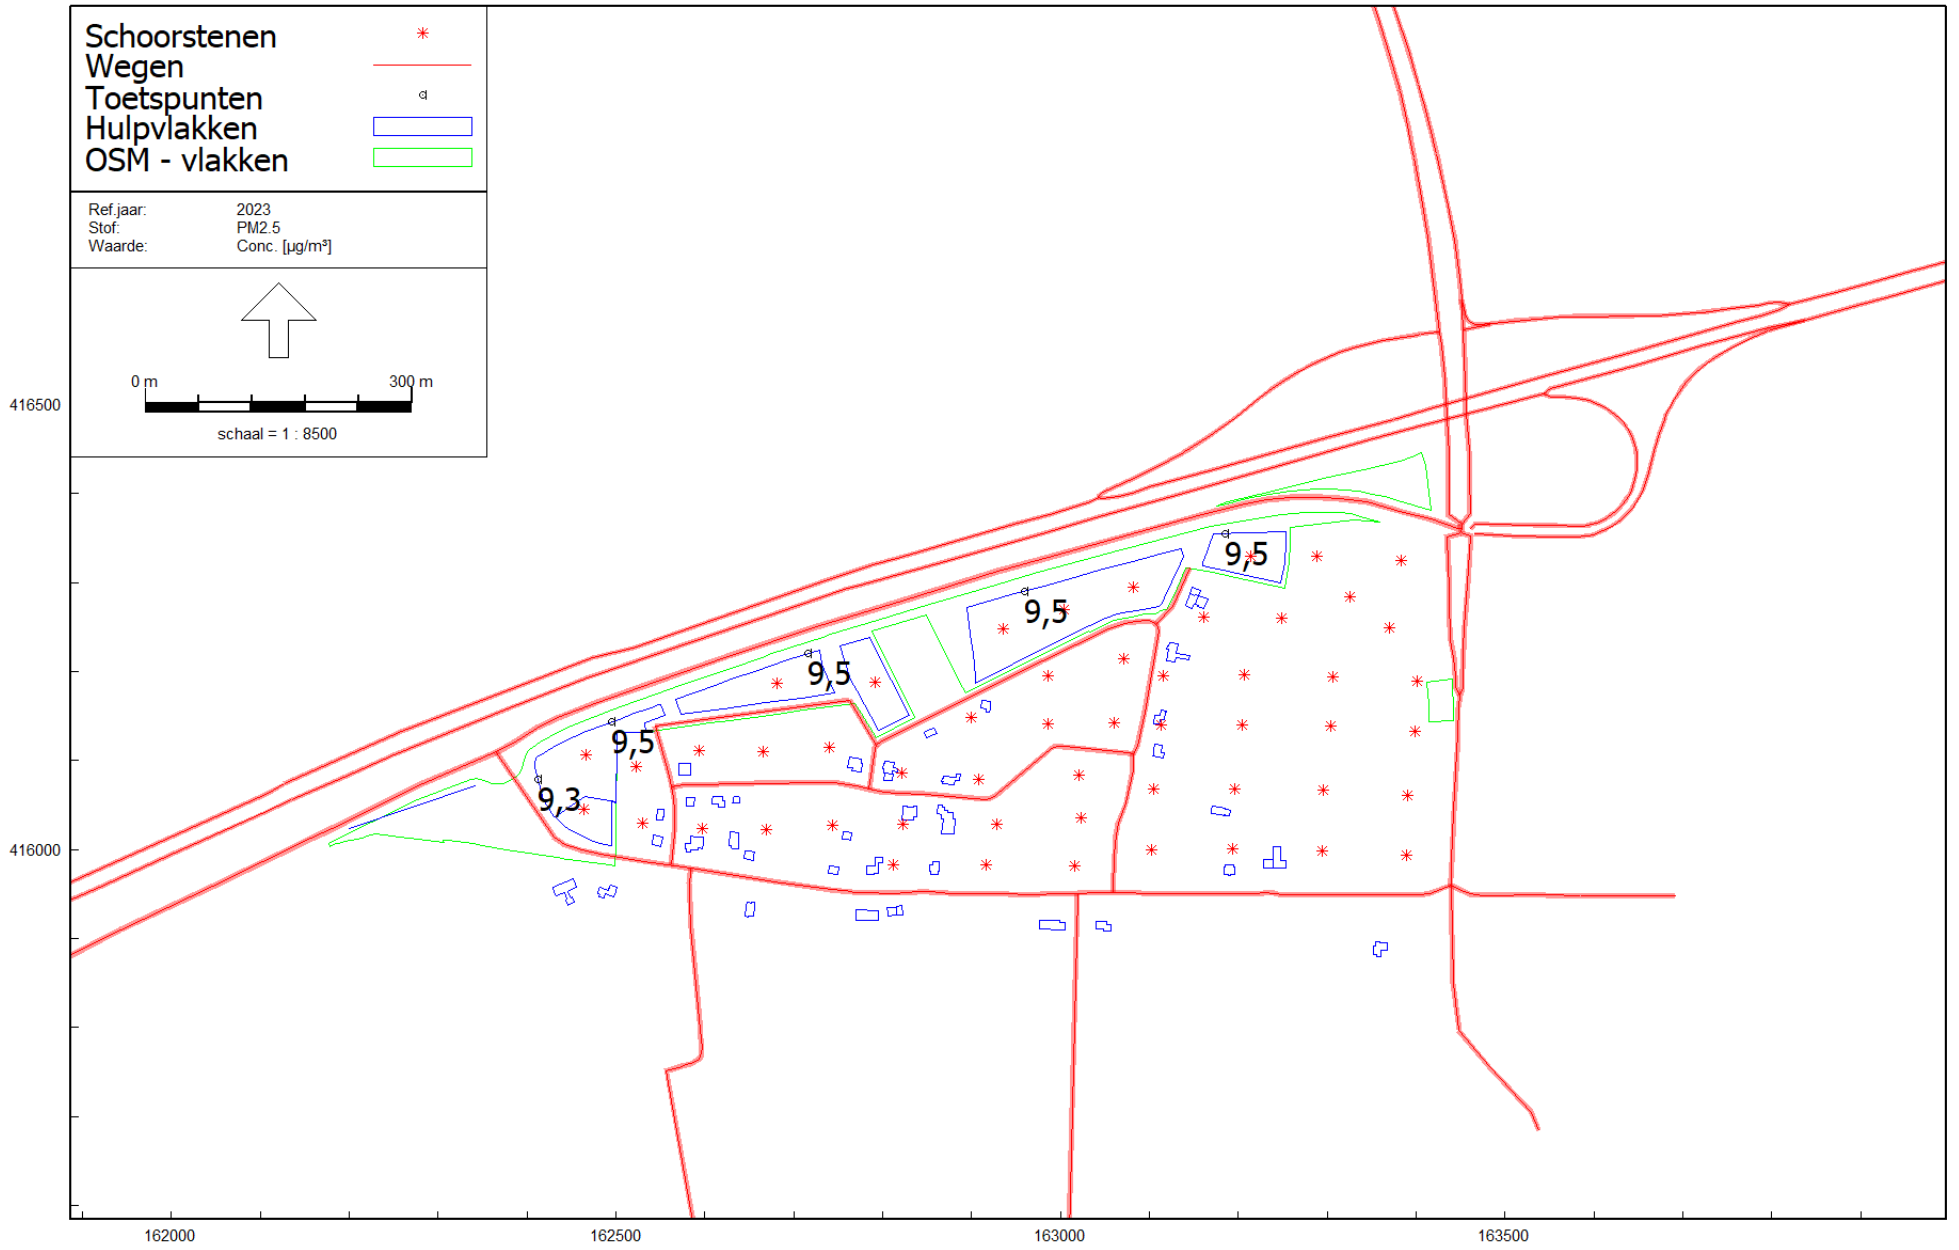 Schoorstenen
Wegen
Toetspunten
Hulpvlakken
OSM - vlakken
Ref.jaar: 2023
Stof: PM2.5
Waarde: Conc. [µg/m³]
0 m 300 m
schaal = 1 : 8500
416500
9,5
9,5
9,5
9,5
9,3
416000
162000 162500 163000 163500